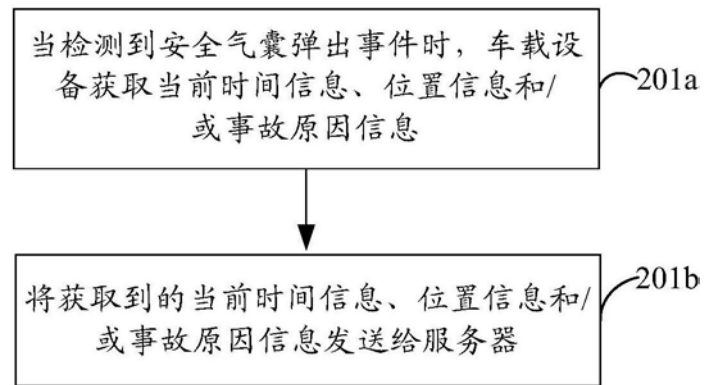 当检测到安全气囊弹出事件时，车载设
备获取当前时间信息、位置信息和/
或事故原因信息
201a
将获取到的当前时间信息、位置信息和/
或事故原因信息发送给服务器
201b